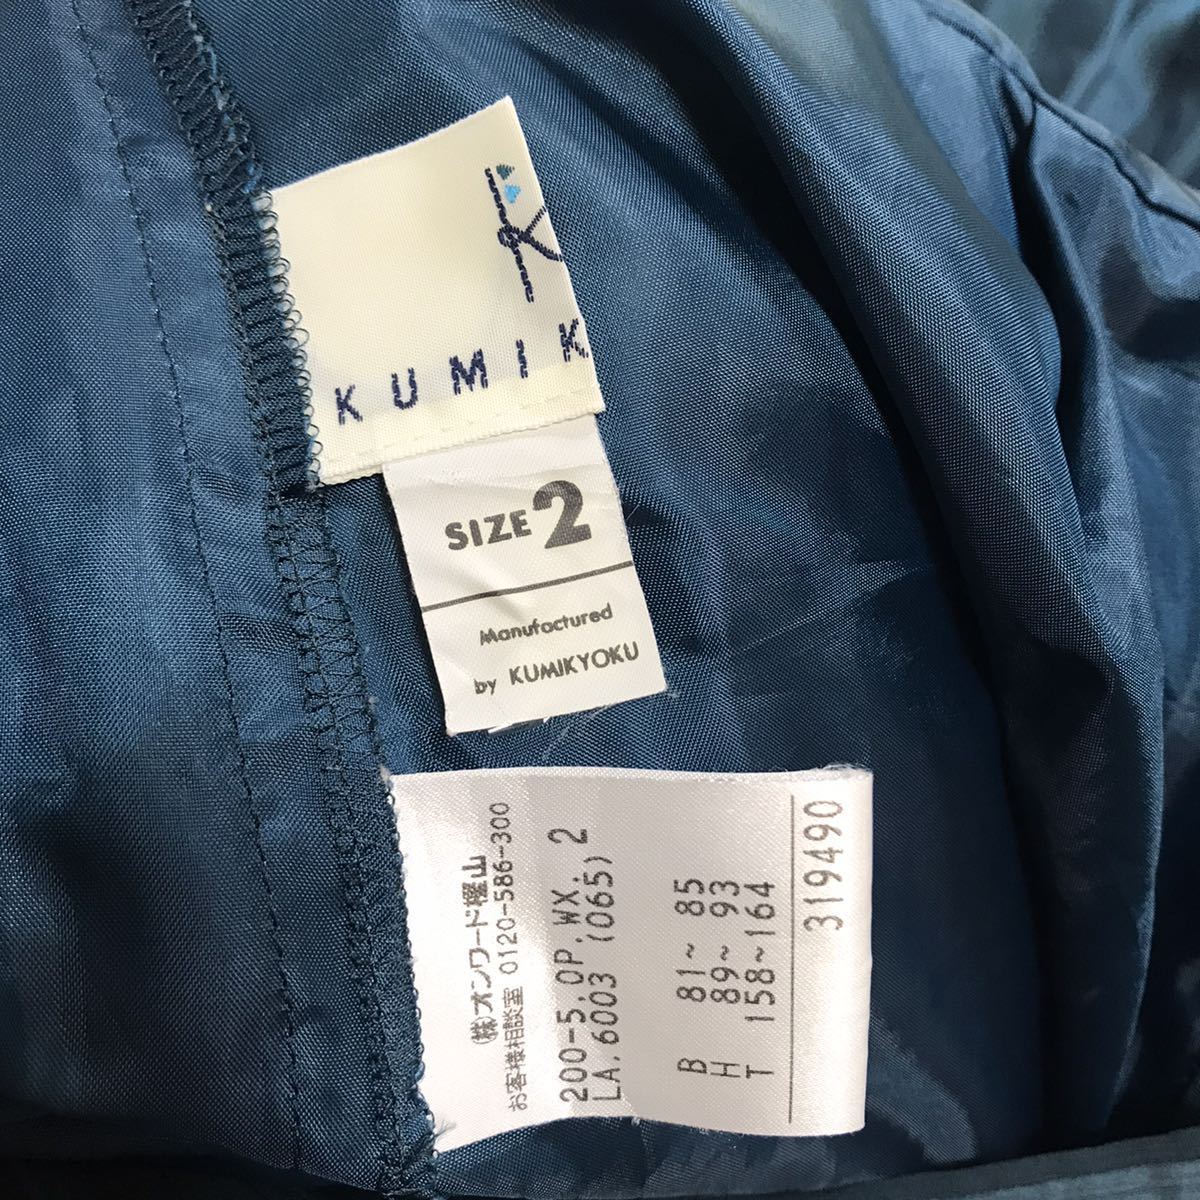 K
KUMIK
SIZE 2
Manufactured
by KUMIKYOKU
㈱オンワード樫山
お客様相談室 0120-586-300
200-5.0P.WX. 2
LA.6003 (065)
B 81~ 85
H 89~ 93
T 158~164
319490